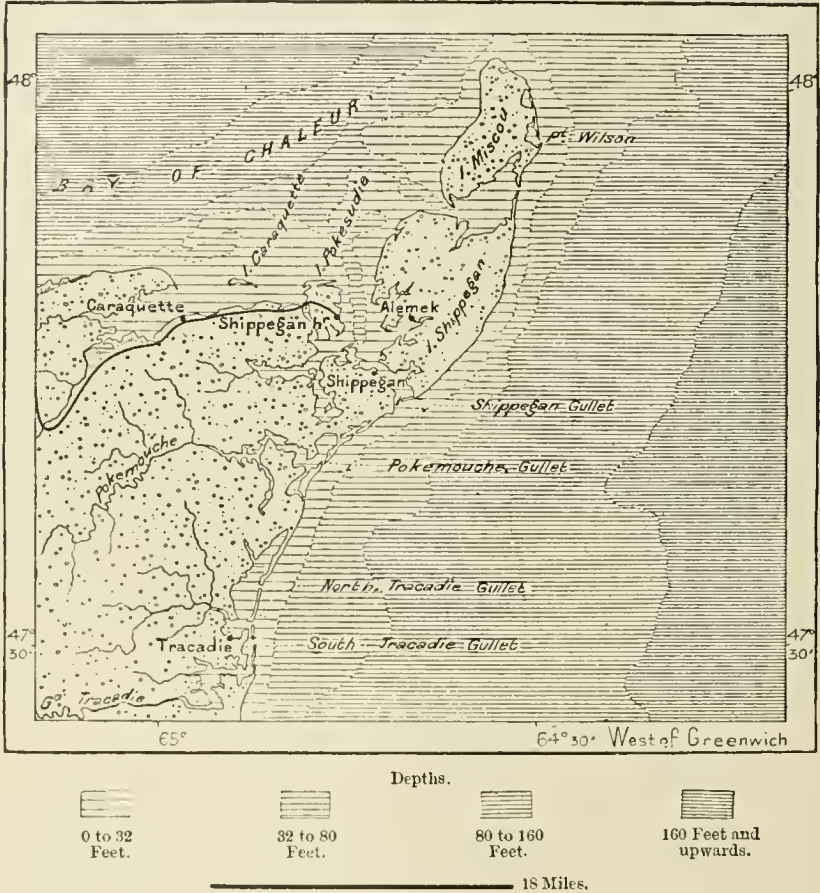 48°
48°
BAY OF CHALEUR
I. Miscou
pt Wilson
I. Caraquette
I. Pokesudia
Caraquette
Shippegan h.
Alemek
I. Shippegan
Shippegan
Shippegan Gullet
Pokemouche
Pokemouche Gullet
North Tracadie Gullet
47°
30'
Tracadie
South Tracadie Gullet
47°
30'
Gd Tracadie
65°
64° 30' West of Greenwich
Depths.
0 to 32
Feet.
32 to 80
Feet.
80 to 160
Feet.
160 Feet and
upwards.
18 Miles.